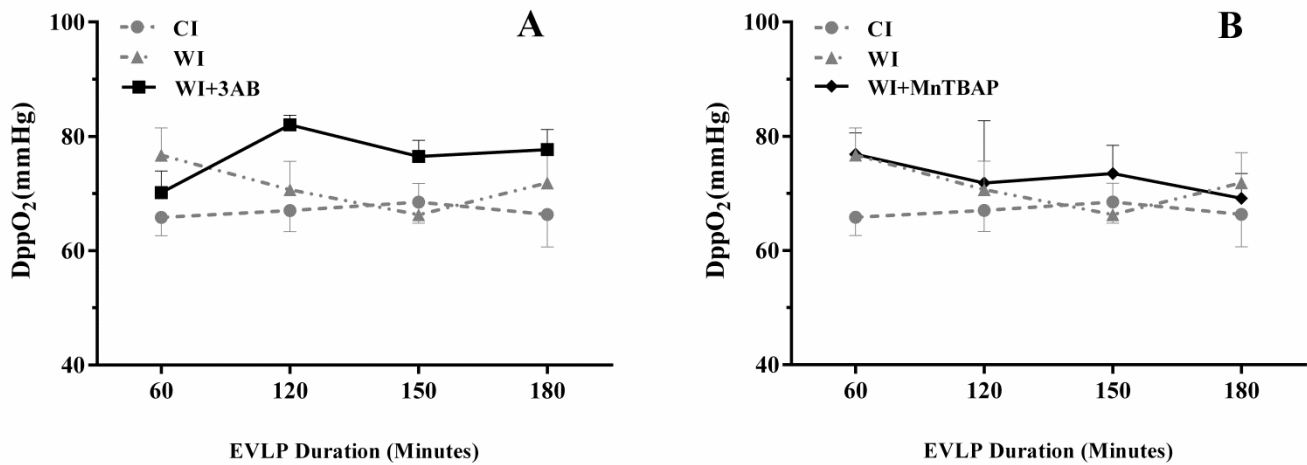 A
CI
WI
WI+3AB
DppO₂(mmHg)
100
80
60
40
60
120
150
180
EVLP Duration (Minutes)
B
CI
WI
WI+MnTBAP
DppO₂(mmHg)
100
80
60
40
60
120
150
180
EVLP Duration (Minutes)